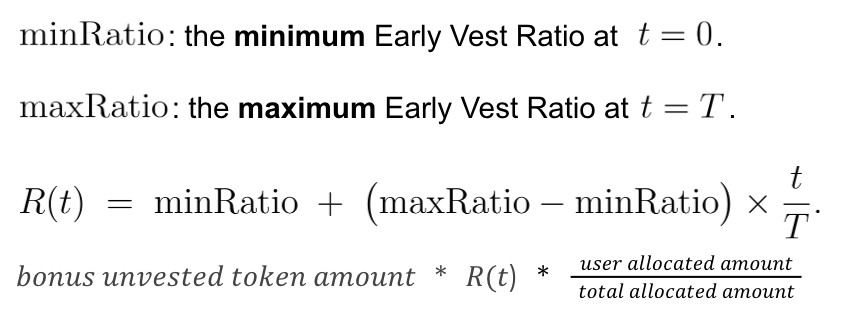 minRatio: the minimum Early Vest Ratio at t = 0.
maxRatio: the maximum Early Vest Ratio at t = T.
R(t) = minRatio + (maxRatio − minRatio) × t/T.
bonus unvested token amount * R(t) * user allocated amount / total allocated amount